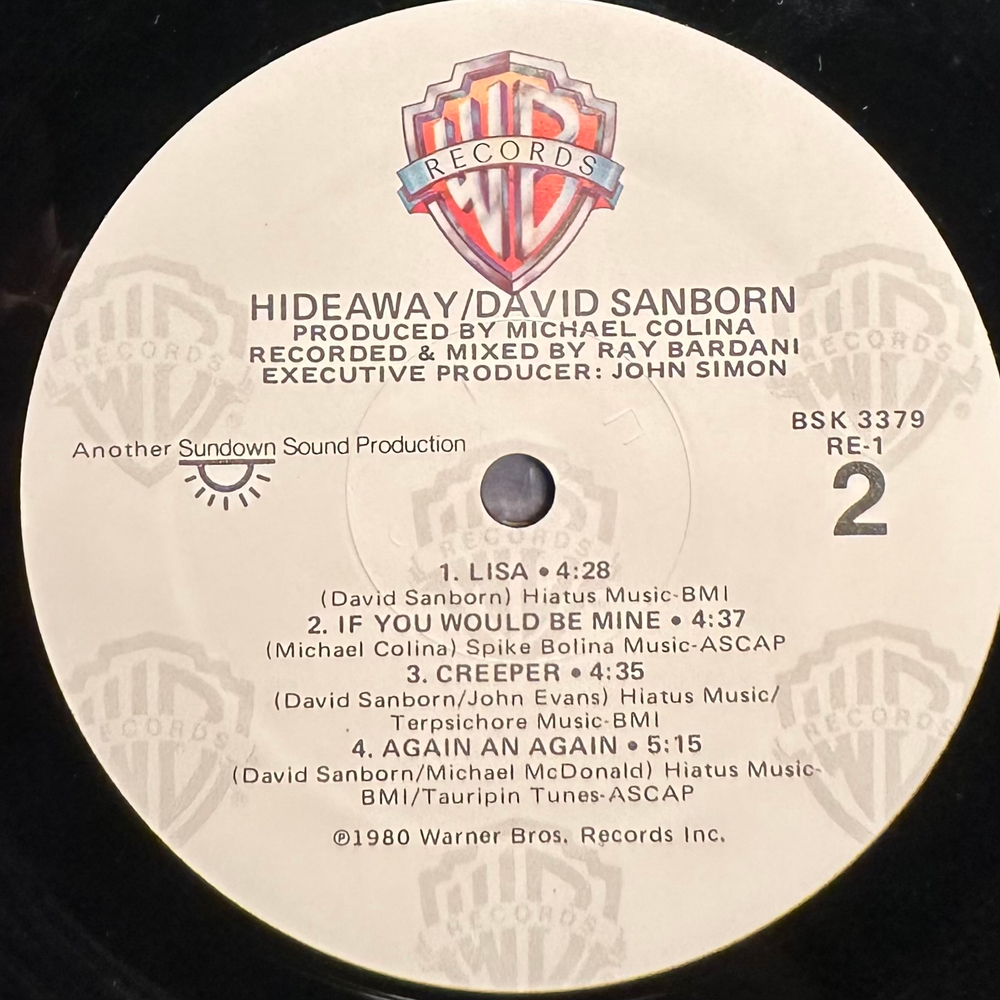 WB
RECORDS
HIDEAWAY/DAVID SANBORN
PRODUCED BY MICHAEL COLINA
RECORDED & MIXED BY RAY BARDANI
EXECUTIVE PRODUCER: JOHN SIMON
BSK 3379
RE-1
2
Another Sundown Sound Production
1. LISA • 4:28
(David Sanborn) Hiatus Music-BMI
2. IF YOU WOULD BE MINE • 4:37
(Michael Colina) Spike Bolina Music-ASCAP
3. CREEPER • 4:35
(David Sanborn/John Evans) Hiatus Music/
Terpsichore Music-BMI
4. AGAIN AN AGAIN • 5:15
(David Sanborn/Michael McDonald) Hiatus Music-
BMI/Tauripin Tunes-ASCAP
℗1980 Warner Bros. Records Inc.